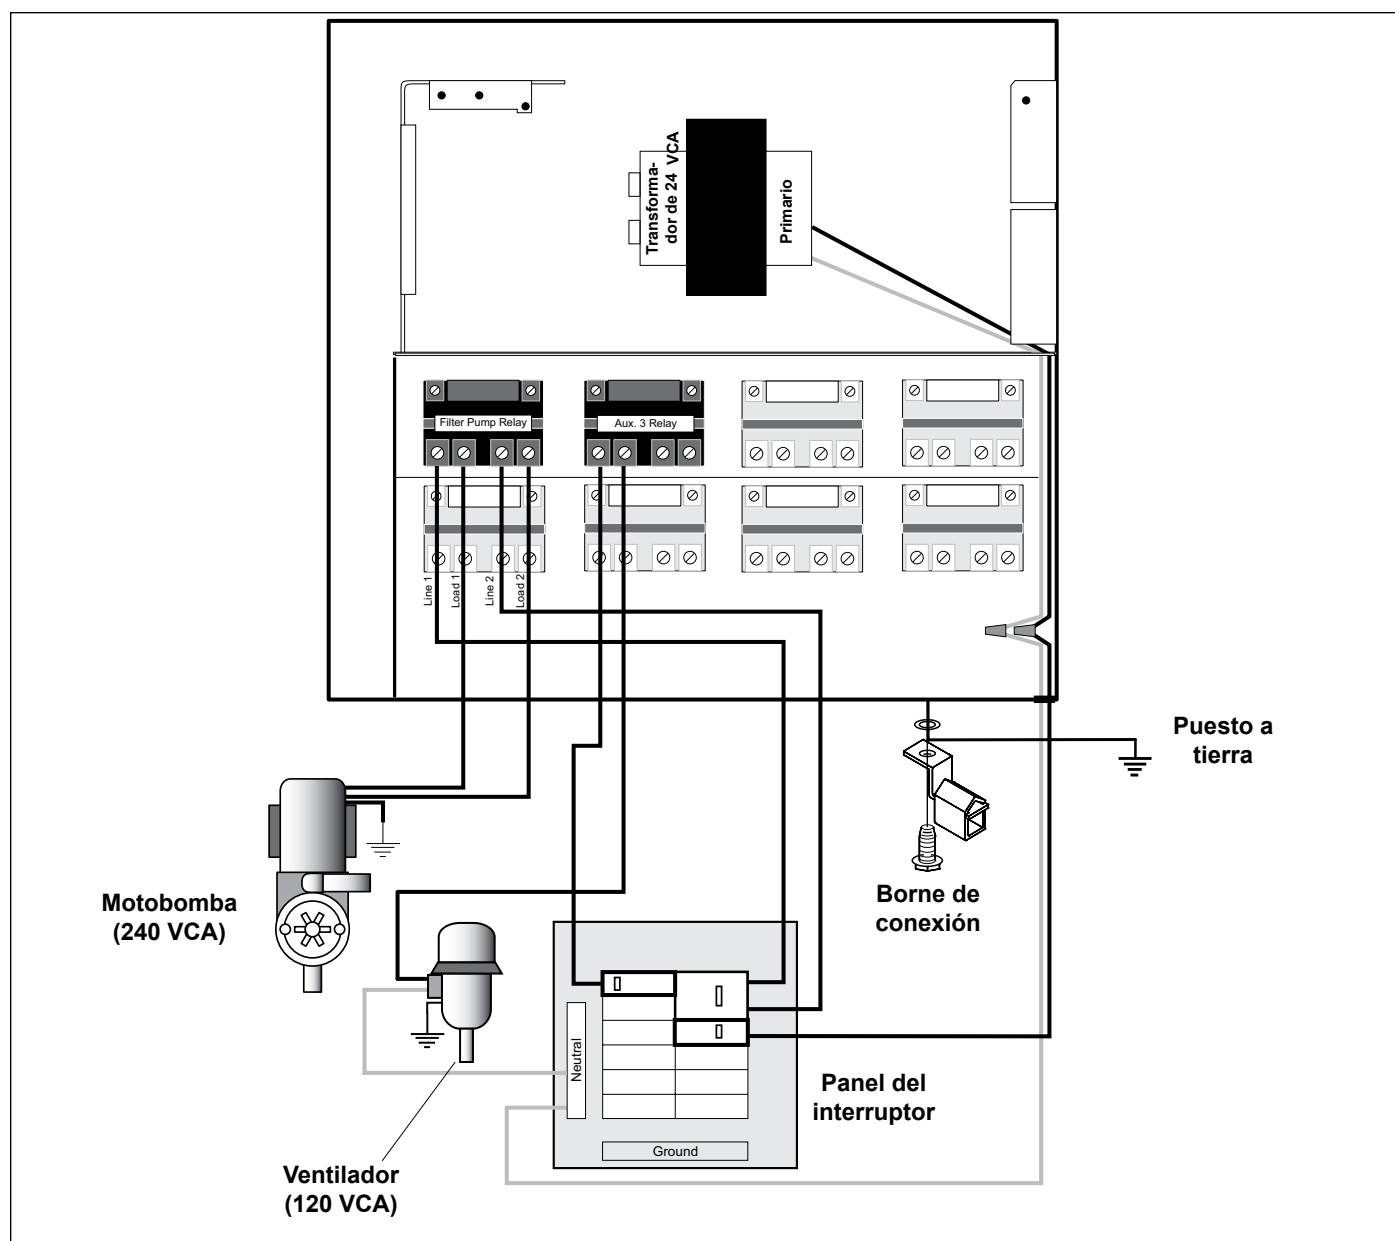 Transforma-
dor de 24 VCA
Primario
Filter Pump Relay
Aux. 3 Relay
Line 1
Load 1
Line 2
Load 2
Puesto a
tierra
Motobomba
(240 VCA)
Borne de
conexión
Neutral
Panel del
interruptor
Ground
Ventilador
(120 VCA)